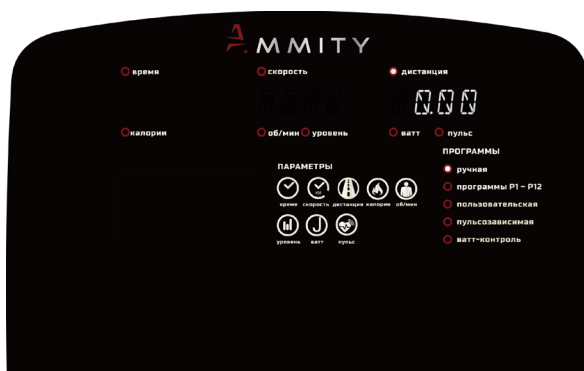 AMMITY
время скорость дистанция
0.00
калории об/мин уровень ватт пульс
ПРОГРАММЫ
ПАРАМЕТРЫ
ручная
программы P1 – P12
пользовательская
пульсозависимая
ватт-контроль
время скорость дистанция калории об/мин
уровень ватт пульс